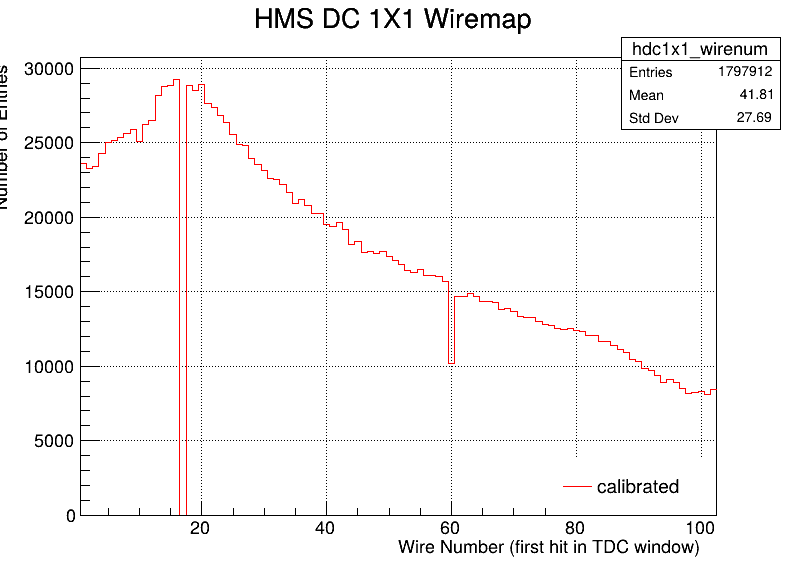 HMS DC 1X1 Wiremap
hdc1x1_wirenum
Entries 1797912
Mean 41.81
Std Dev 27.69
Number of Entries
30000
25000
20000
15000
10000
5000
0
calibrated
20 40 60 80 100
Wire Number (first hit in TDC window)